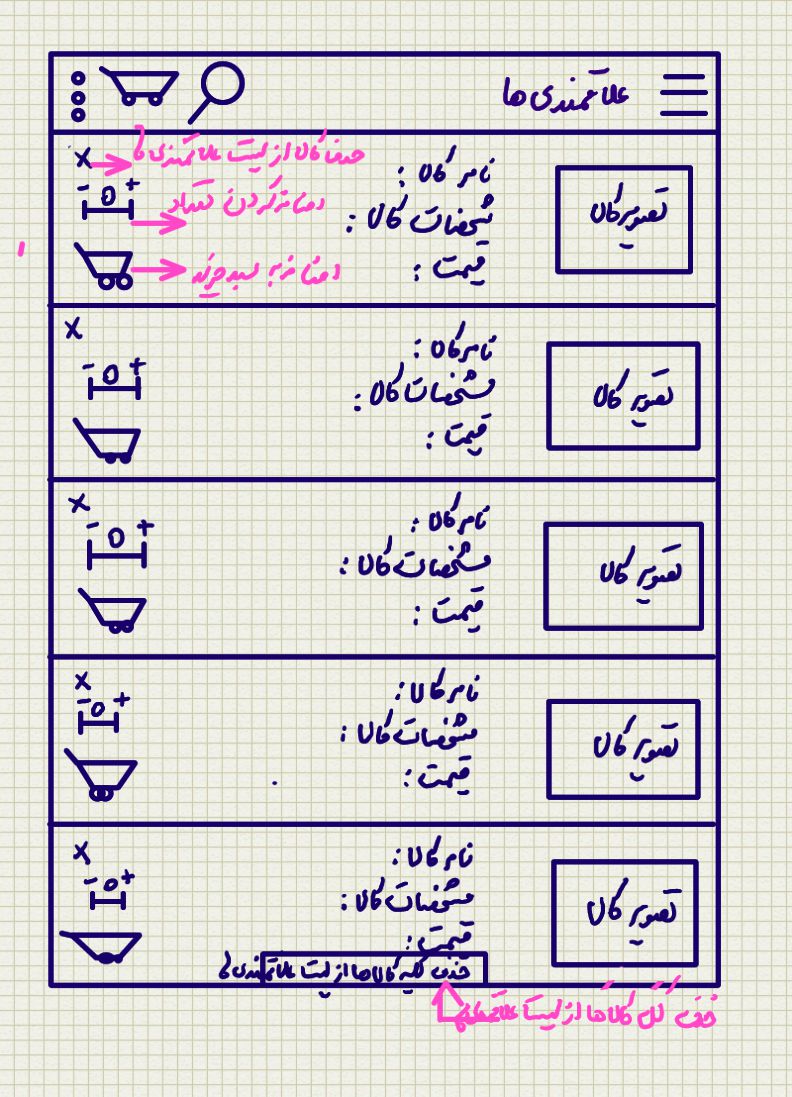 علاقمندی ها
حذف کالا از لیست علاقمندی ها
نام کالا :
تصویر کالا
- 0 +
اضافه کردن تعداد
مشخصات کالا :
قیمت :
اضافه به سبد خرید
x
نام کالا :
- 0 +
مشخصات کالا :
تصویر کالا
قیمت :
x
نام کالا :
- 0 +
مشخصات کالا :
تصویر کالا
قیمت :
x
نام کالا :
- 0 +
مشخصات کالا :
تصویر کالا
قیمت :
x
نام کالا :
- 0 +
مشخصات کالا :
تصویر کالا
قیمت :
حذف کلیه کالاها از لیست علاقمندی ها
حذف کل کالاها از لیست علاقمندی ها